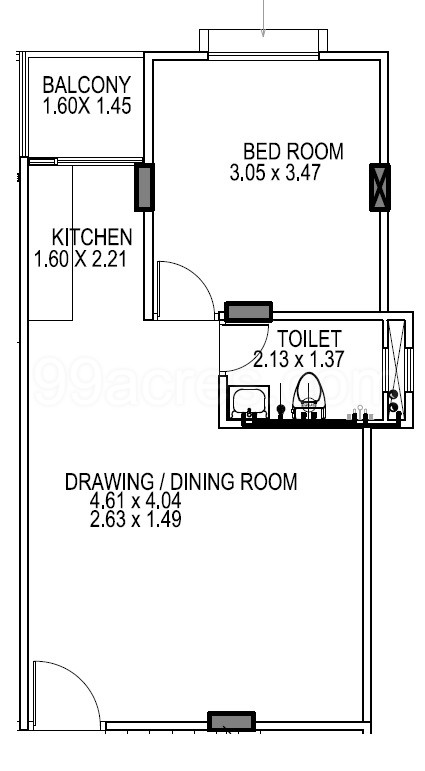 BALCONY
1.60X 1.45
BED ROOM
3.05 x 3.47
KITCHEN
1.60 X 2.21
TOILET
2.13 x 1.37
99acres.com
DRAWING / DINING ROOM
4.61 x 4.04
2.63 x 1.49